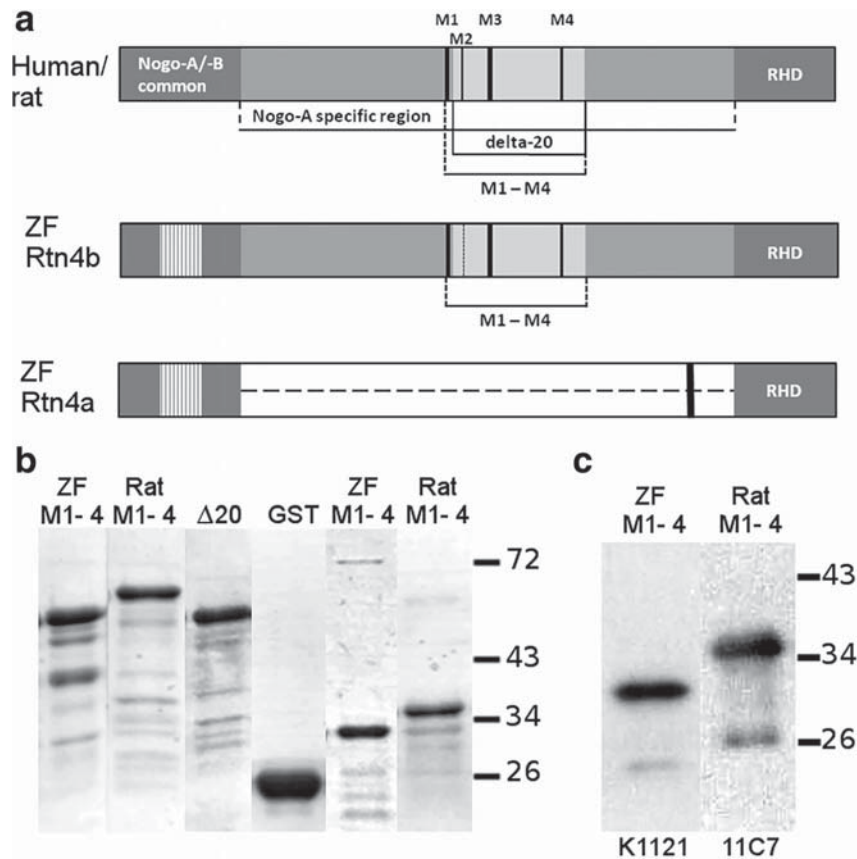 a
M1 M3 M4
M2
Human/
rat
Nogo-A/-B
common
RHD
Nogo-A specific region
delta-20
M1 – M4
ZF
Rtn4b
RHD
M1 – M4
ZF
Rtn4a
RHD
b
ZF Rat ZF Rat
M1- 4 M1- 4 Δ20 GST M1- 4 M1- 4
72
43
34
26
c
ZF Rat
M1- 4 M1- 4
43
34
26
K1121 11C7